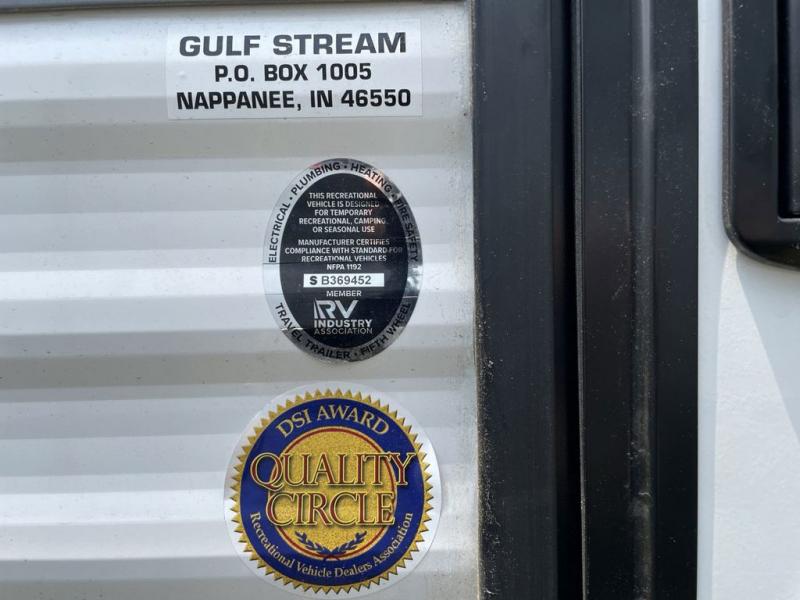 GULF STREAM
P.O. BOX 1005
NAPPANEE, IN 46550
ELECTRICAL • PLUMBING • HEATING • FIRE SAFETY
THIS RECREATIONAL
VEHICLE IS DESIGNED
FOR TEMPORARY
RECREATIONAL, CAMPING,
OR SEASONAL USE
MANUFACTURER CERTIFIES
COMPLIANCE WITH STANDARD FOR
RECREATIONAL VEHICLES
NFPA 1192
S B369452
MEMBER
RV
INDUSTRY
ASSOCIATION
TRAVEL TRAILER • FIFTH WHEEL
DSI AWARD
QUALITY
CIRCLE
Recreational Vehicle Dealers Association